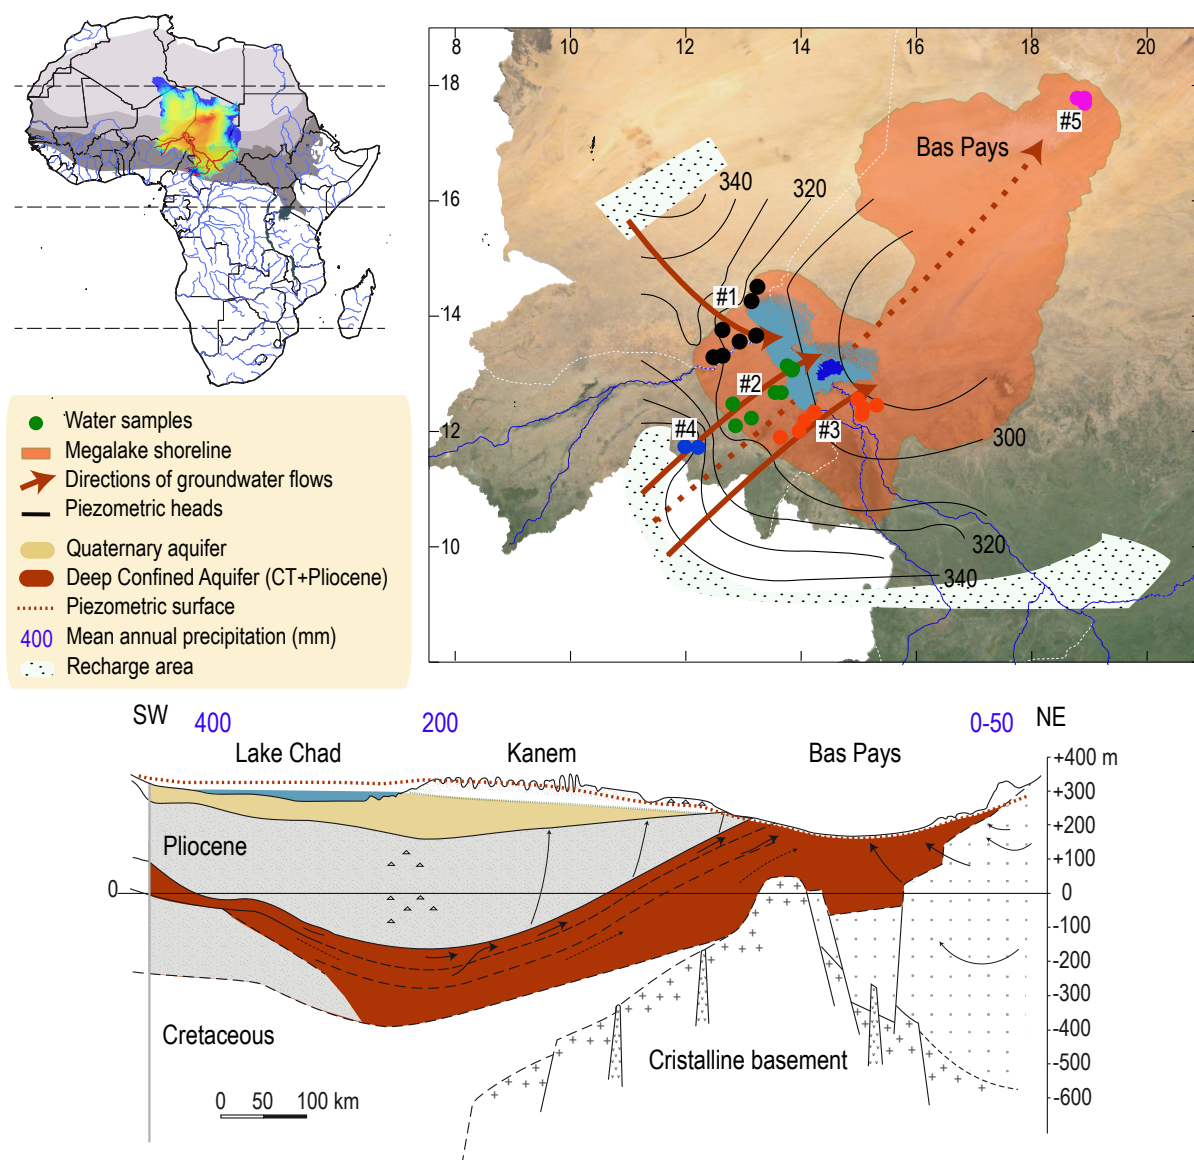 8 10 12 14 16 18 20
18
16
14
12
10
340
320
#5
Bas Pays
#1
#2
#4
#3
300
320
340
Water samples
Megalake shoreline
Directions of groundwater flows
Piezometric heads
Quaternary aquifer
Deep Confined Aquifer (CT+Pliocene)
Piezometric surface
400 Mean annual precipitation (mm)
Recharge area
SW 400 200 0-50 NE
Lake Chad Kanem Bas Pays
+400 m
+300
+200
+100
0
-100
-200
-300
-400
-500
-600
Pliocene
0
Cretaceous
Cristalline basement
0 50 100 km